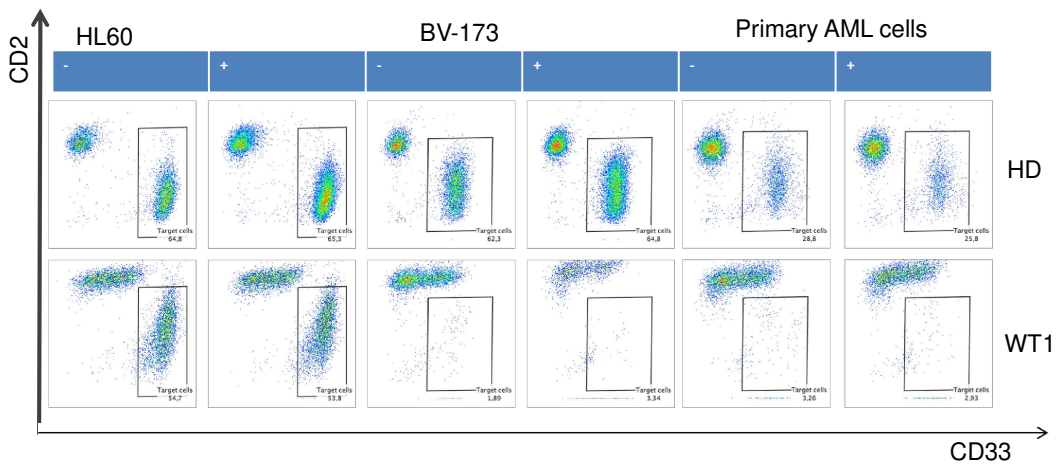 HL60
BV-173
Primary AML cells
CD2
-
+
-
+
-
+
Target cells
64,8
Target cells
65,3
Target cells
62,3
Target cells
64,8
Target cells
28,8
Target cells
25,8
HD
Target cells
54,7
Target cells
53,8
Target cells
1,89
Target cells
3,34
Target cells
3,26
Target cells
2,93
WT1
CD33